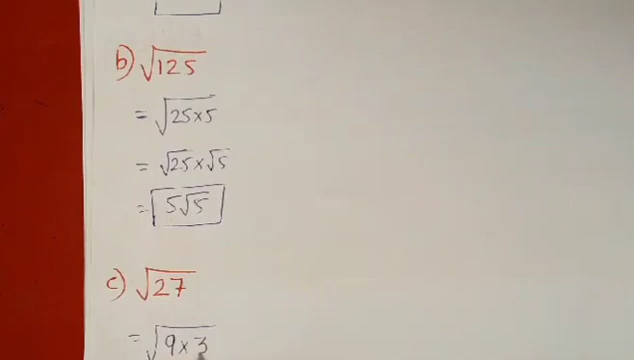 b) √125
= √25×5
= √25×√5
= 5√5
c) √27
= √9×3